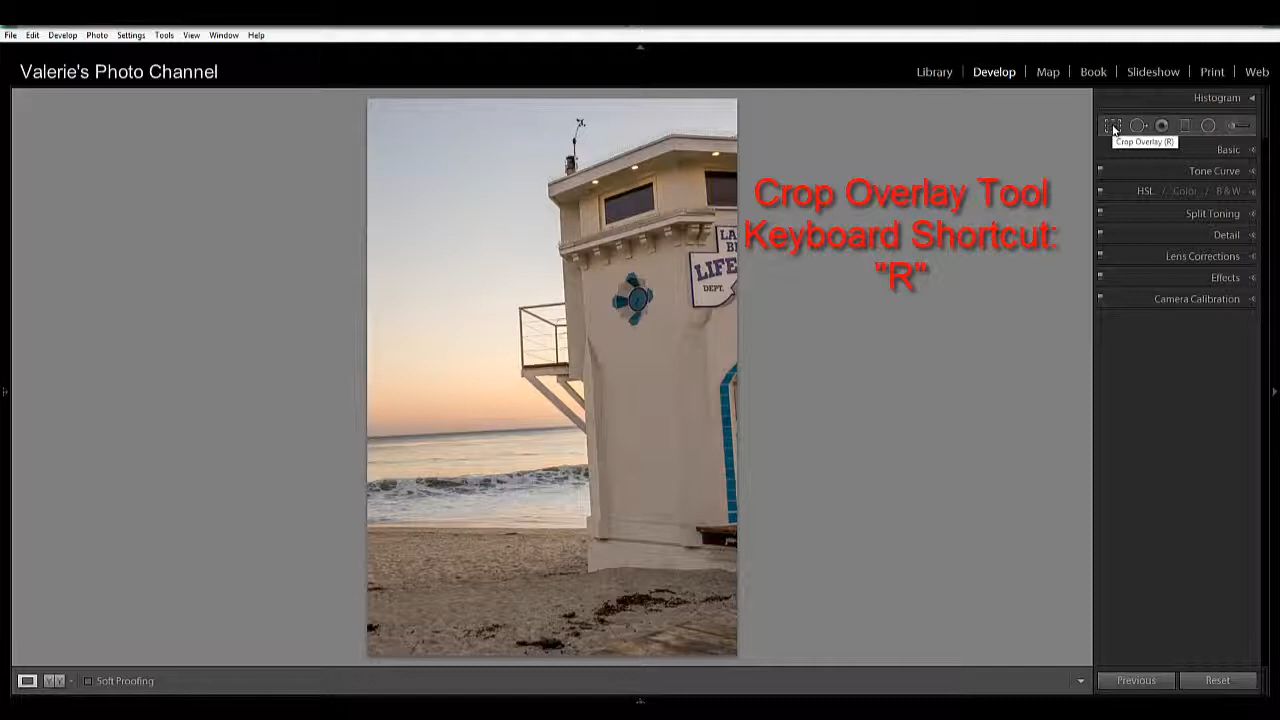 File Edit Develop Photo Settings Tools View Window Help
Valerie's Photo Channel
Library | Develop | Map | Book | Slideshow | Print | Web
Histogram
Crop Overlay (R)
Basic
Tone Curve
HSL / Color / B & W
Split Toning
Detail
Lens Corrections
Effects
Camera Calibration
Crop Overlay Tool
Keyboard Shortcut:
"R"
LA
BE
LIFE
DEPT.
Soft Proofing
Previous
Reset